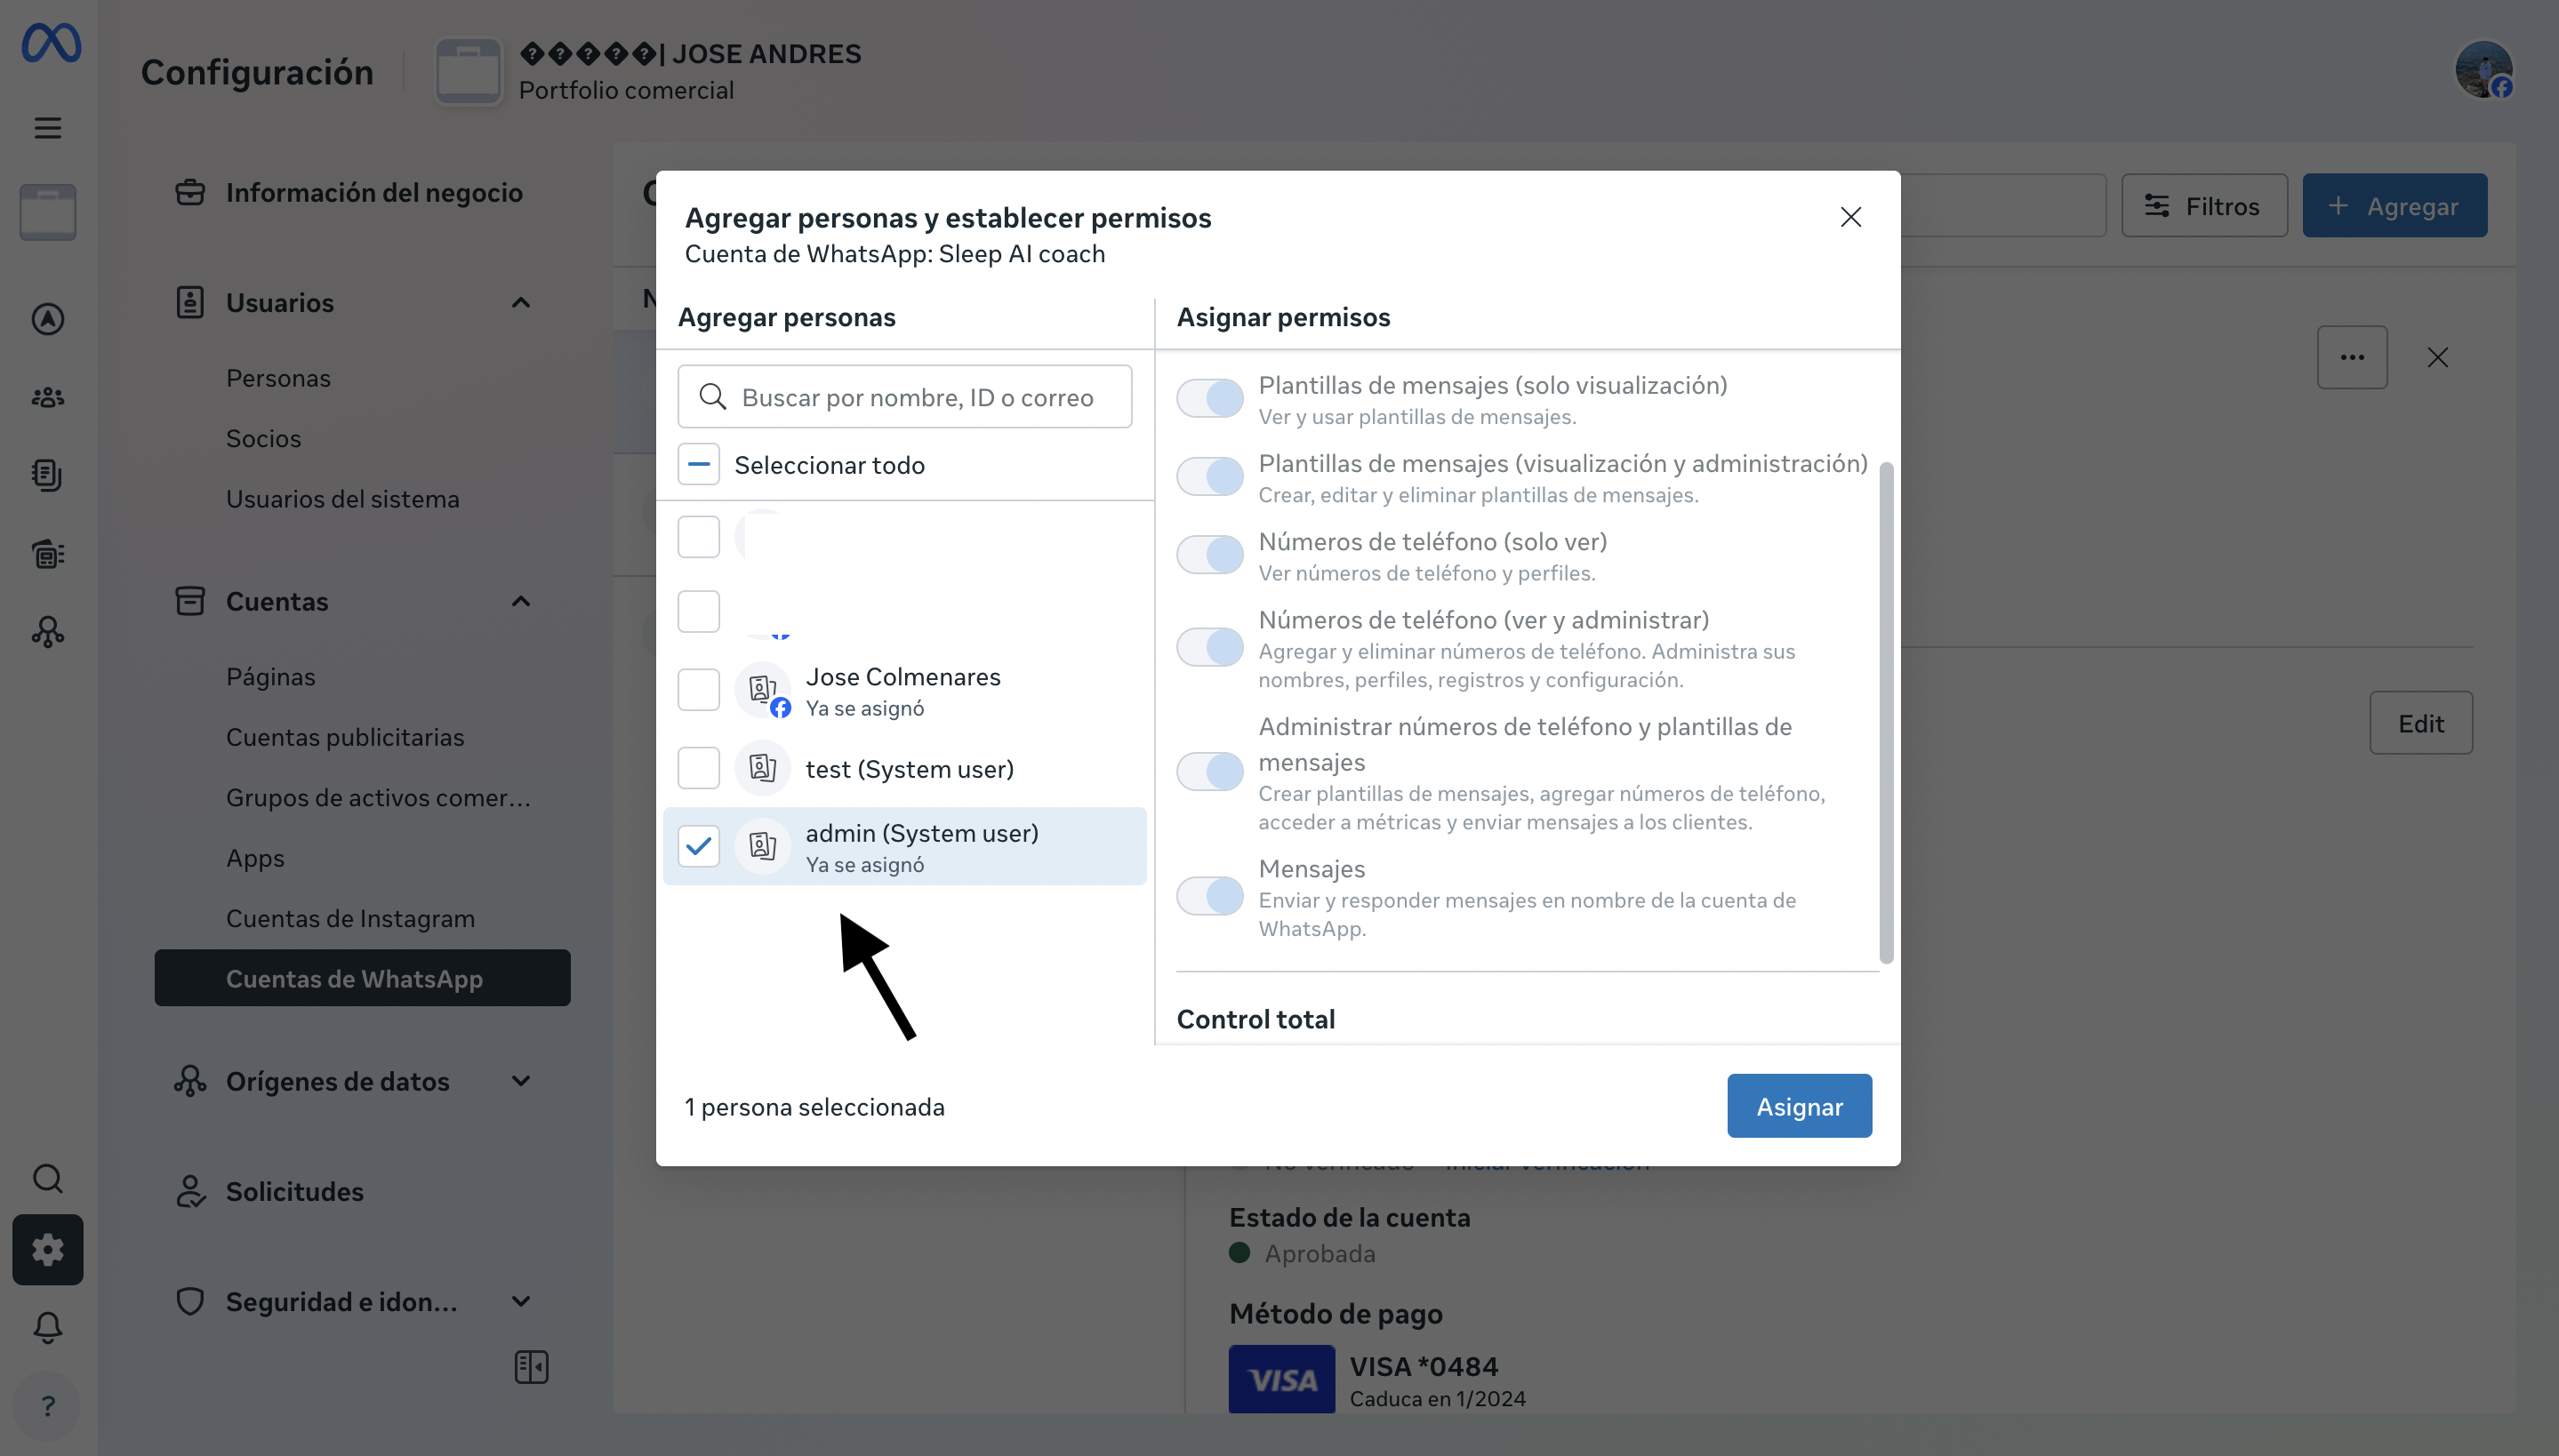 Configuración
�����| JOSE ANDRES
Portfolio comercial
Información del negocio
Usuarios
Personas
Socios
Usuarios del sistema
Cuentas
Páginas
Cuentas publicitarias
Grupos de activos comer...
Apps
Cuentas de Instagram
Cuentas de WhatsApp
Orígenes de datos
Solicitudes
Seguridad e idon...
?
Filtros
+ Agregar
Agregar personas y establecer permisos
Cuenta de WhatsApp: Sleep AI coach
Agregar personas
Buscar por nombre, ID o correo
Seleccionar todo
Jose Colmenares
Ya se asignó
test (System user)
admin (System user)
Ya se asignó
1 persona seleccionada
Asignar permisos
Plantillas de mensajes (solo visualización)
Ver y usar plantillas de mensajes.
Plantillas de mensajes (visualización y administración)
Crear, editar y eliminar plantillas de mensajes.
Números de teléfono (solo ver)
Ver números de teléfono y perfiles.
Números de teléfono (ver y administrar)
Agregar y eliminar números de teléfono. Administra sus
nombres, perfiles, registros y configuración.
Administrar números de teléfono y plantillas de
mensajes
Crear plantillas de mensajes, agregar números de teléfono,
acceder a métricas y enviar mensajes a los clientes.
Mensajes
Enviar y responder mensajes en nombre de la cuenta de
WhatsApp.
Control total
Asignar
Edit
Estado de la cuenta
Aprobada
Método de pago
VISA
VISA *0484
Caduca en 1/2024